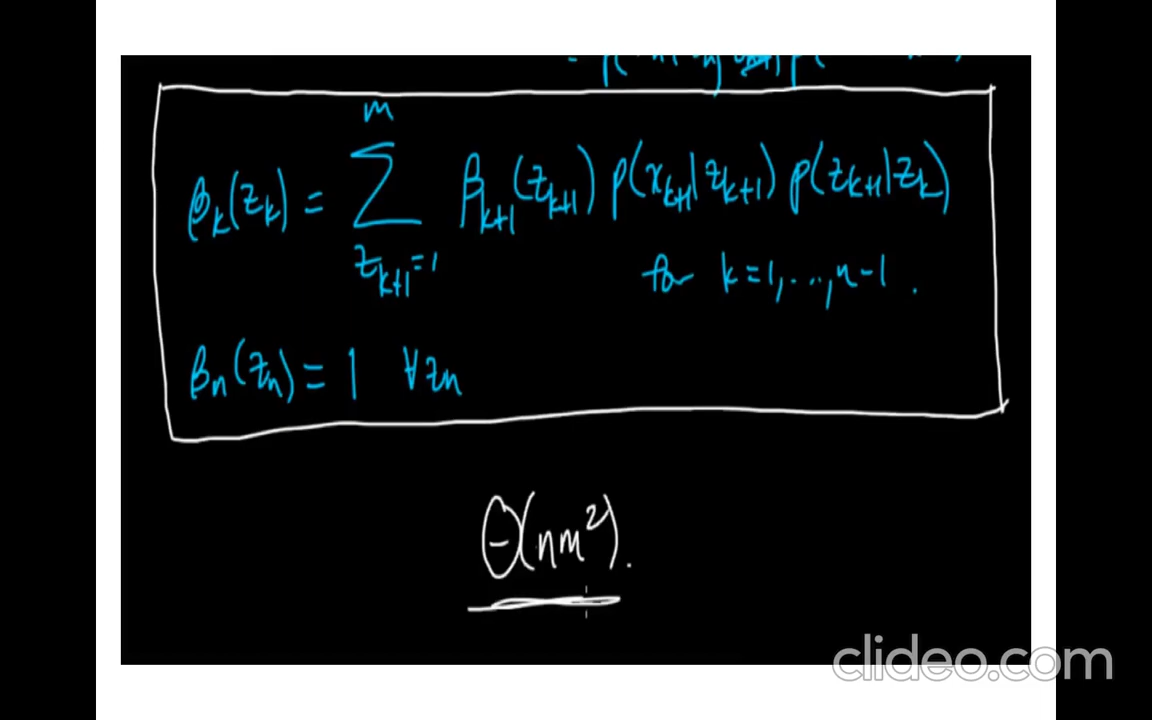 m
βk(zk) = Σ βk+1(zk+1) p(xk+1|zk+1) p(zk+1|zk)
zk+1=1
for k=1,...,n-1.
βn(zn) = 1 ∀zn
Θ(nm²).
clideo.com